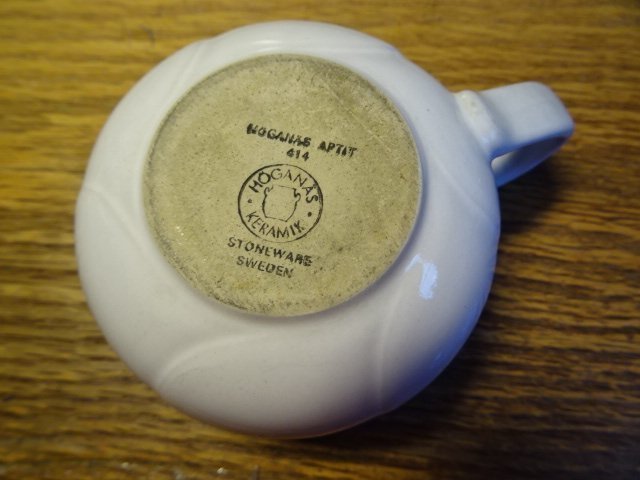 HÖGANÄS APTIT
414
HÖGANÄS
KERAMIK
STONEWARE
SWEDEN